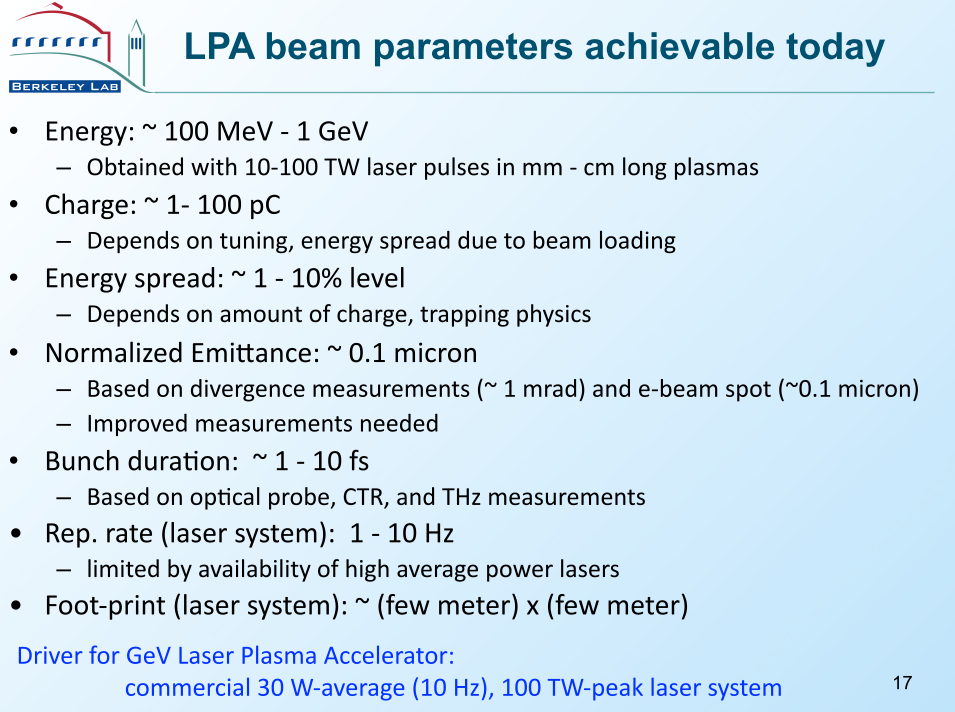 BERKELEY LAB
LPA beam parameters achievable today
• Energy: ~ 100 MeV - 1 GeV
– Obtained with 10-100 TW laser pulses in mm - cm long plasmas
• Charge: ~ 1- 100 pC
– Depends on tuning, energy spread due to beam loading
• Energy spread: ~ 1 - 10% level
– Depends on amount of charge, trapping physics
• Normalized Emittance: ~ 0.1 micron
– Based on divergence measurements (~ 1 mrad) and e-beam spot (~0.1 micron)
– Improved measurements needed
• Bunch duration: ~ 1 - 10 fs
– Based on optical probe, CTR, and THz measurements
• Rep. rate (laser system): 1 - 10 Hz
– limited by availability of high average power lasers
• Foot-print (laser system): ~ (few meter) x (few meter)
Driver for GeV Laser Plasma Accelerator:
commercial 30 W-average (10 Hz), 100 TW-peak laser system
17